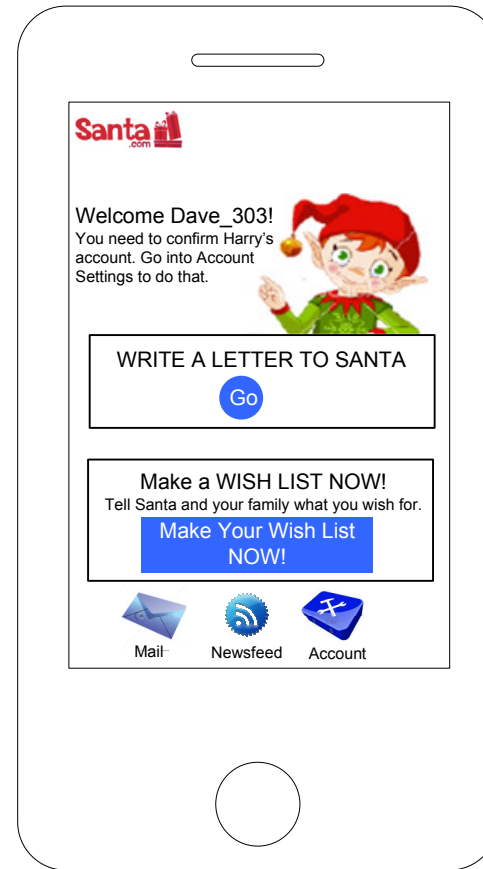 Santa
.com
Welcome Dave_303!
You need to confirm Harry's
account. Go into Account
Settings to do that.
WRITE A LETTER TO SANTA
Go
Make a WISH LIST NOW!
Tell Santa and your family what you wish for.
Make Your Wish List
NOW!
Mail
Newsfeed
Account